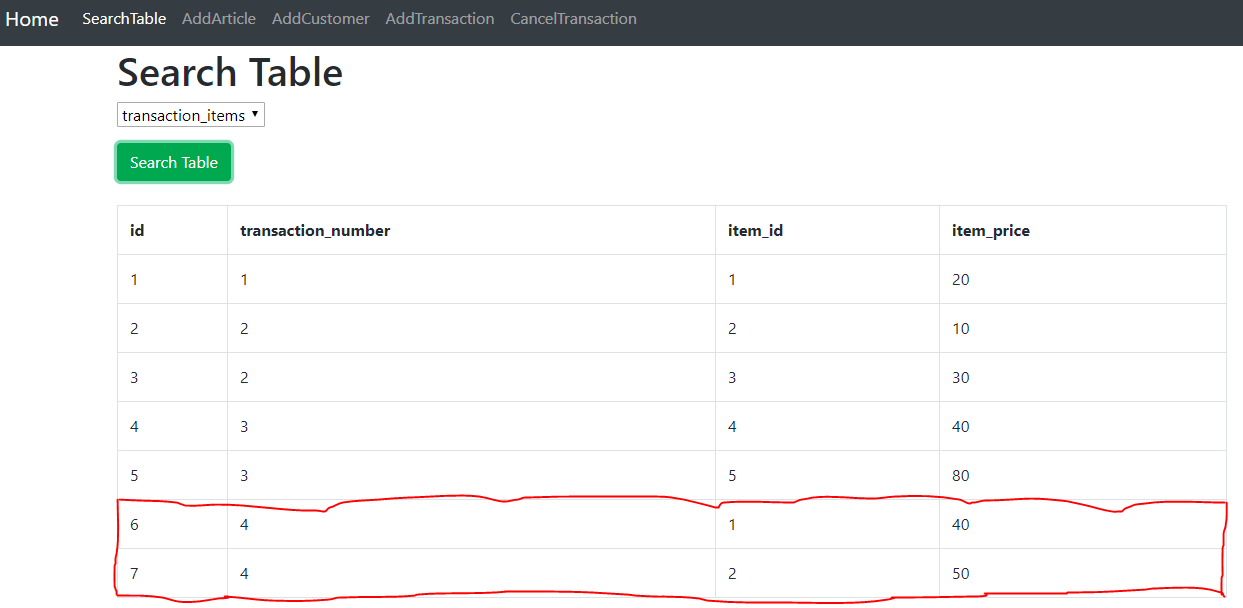 Home SearchTable AddArticle AddCustomer AddTransaction CancelTransaction
Search Table
transaction_items
Search Table
id transaction_number item_id item_price
1 1 1 20
2 2 2 10
3 2 3 30
4 3 4 40
5 3 5 80
6 4 1 40
7 4 2 50